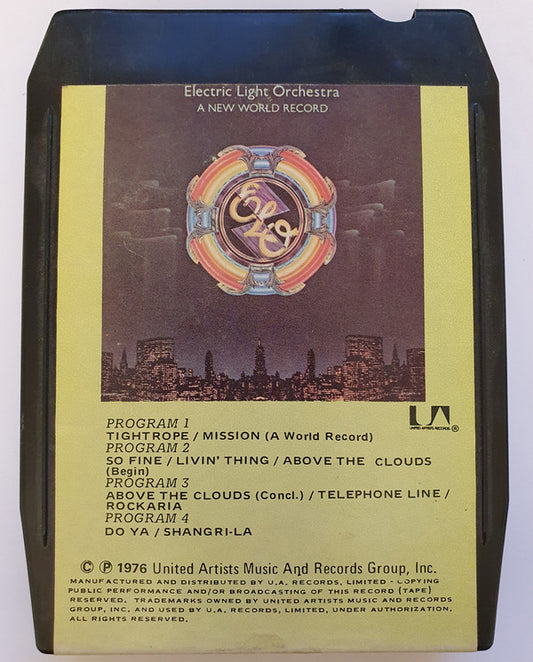 Electric Light Orchestra
A NEW WORLD RECORD
ELO
PROGRAM 1
TIGHTROPE / MISSION (A World Record)
PROGRAM 2
SO FINE / LIVIN' THING / ABOVE THE CLOUDS
(Begin)
PROGRAM 3
ABOVE THE CLOUDS (Concl.) / TELEPHONE LINE /
ROCKARIA
PROGRAM 4
DO YA / SHANGRI-LA
UA
UNITED ARTISTS RECORDS ®
© ℗ 1976 United Artists Music And Records Group, Inc.
MANUFACTURED AND DISTRIBUTED BY U.A. RECORDS, LIMITED - COPYING
PUBLIC PERFORMANCE AND/OR BROADCASTING OF THIS RECORD (TAPE)
RESERVED. TRADEMARKS OWNED BY UNITED ARTISTS MUSIC AND RECORDS
GROUP, INC. AND USED BY U.A. RECORDS, LIMITED, UNDER AUTHORIZATION.
ALL RIGHTS RESERVED.